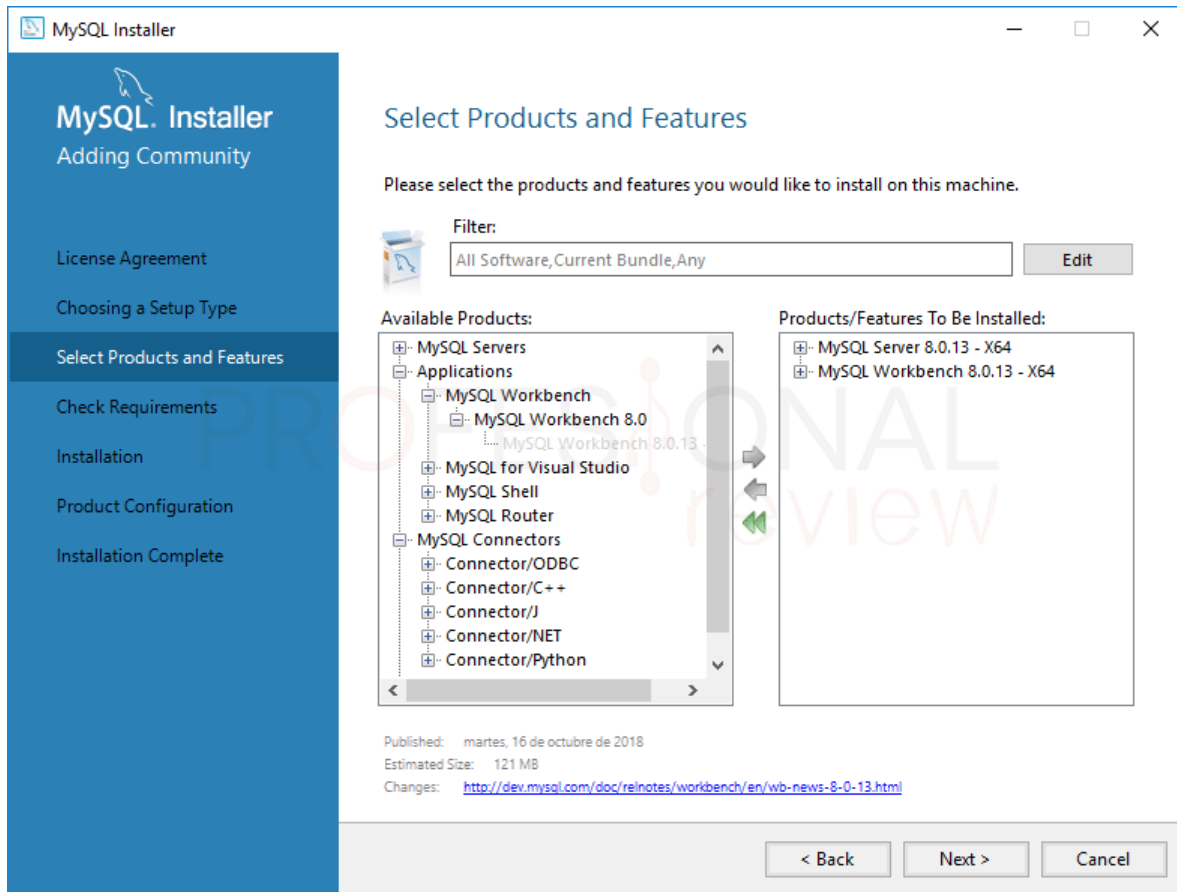 MySQL Installer
MySQL. Installer
Adding Community
License Agreement
Choosing a Setup Type
Select Products and Features
Check Requirements
Installation
Product Configuration
Installation Complete
Select Products and Features
Please select the products and features you would like to install on this machine.
Filter:
All Software,Current Bundle,Any
Edit
Available Products:
MySQL Servers
Applications
MySQL Workbench
MySQL Workbench 8.0
MySQL Workbench 8.0.13 -
MySQL for Visual Studio
MySQL Shell
MySQL Router
MySQL Connectors
Connector/ODBC
Connector/C++
Connector/J
Connector/NET
Connector/Python
Products/Features To Be Installed:
MySQL Server 8.0.13 - X64
MySQL Workbench 8.0.13 - X64
PROFESIONAL
review
Published: martes, 16 de octubre de 2018
Estimated Size: 121 MB
Changes: http://dev.mysql.com/doc/relnotes/workbench/en/wb-news-8-0-13.html
< Back
Next >
Cancel